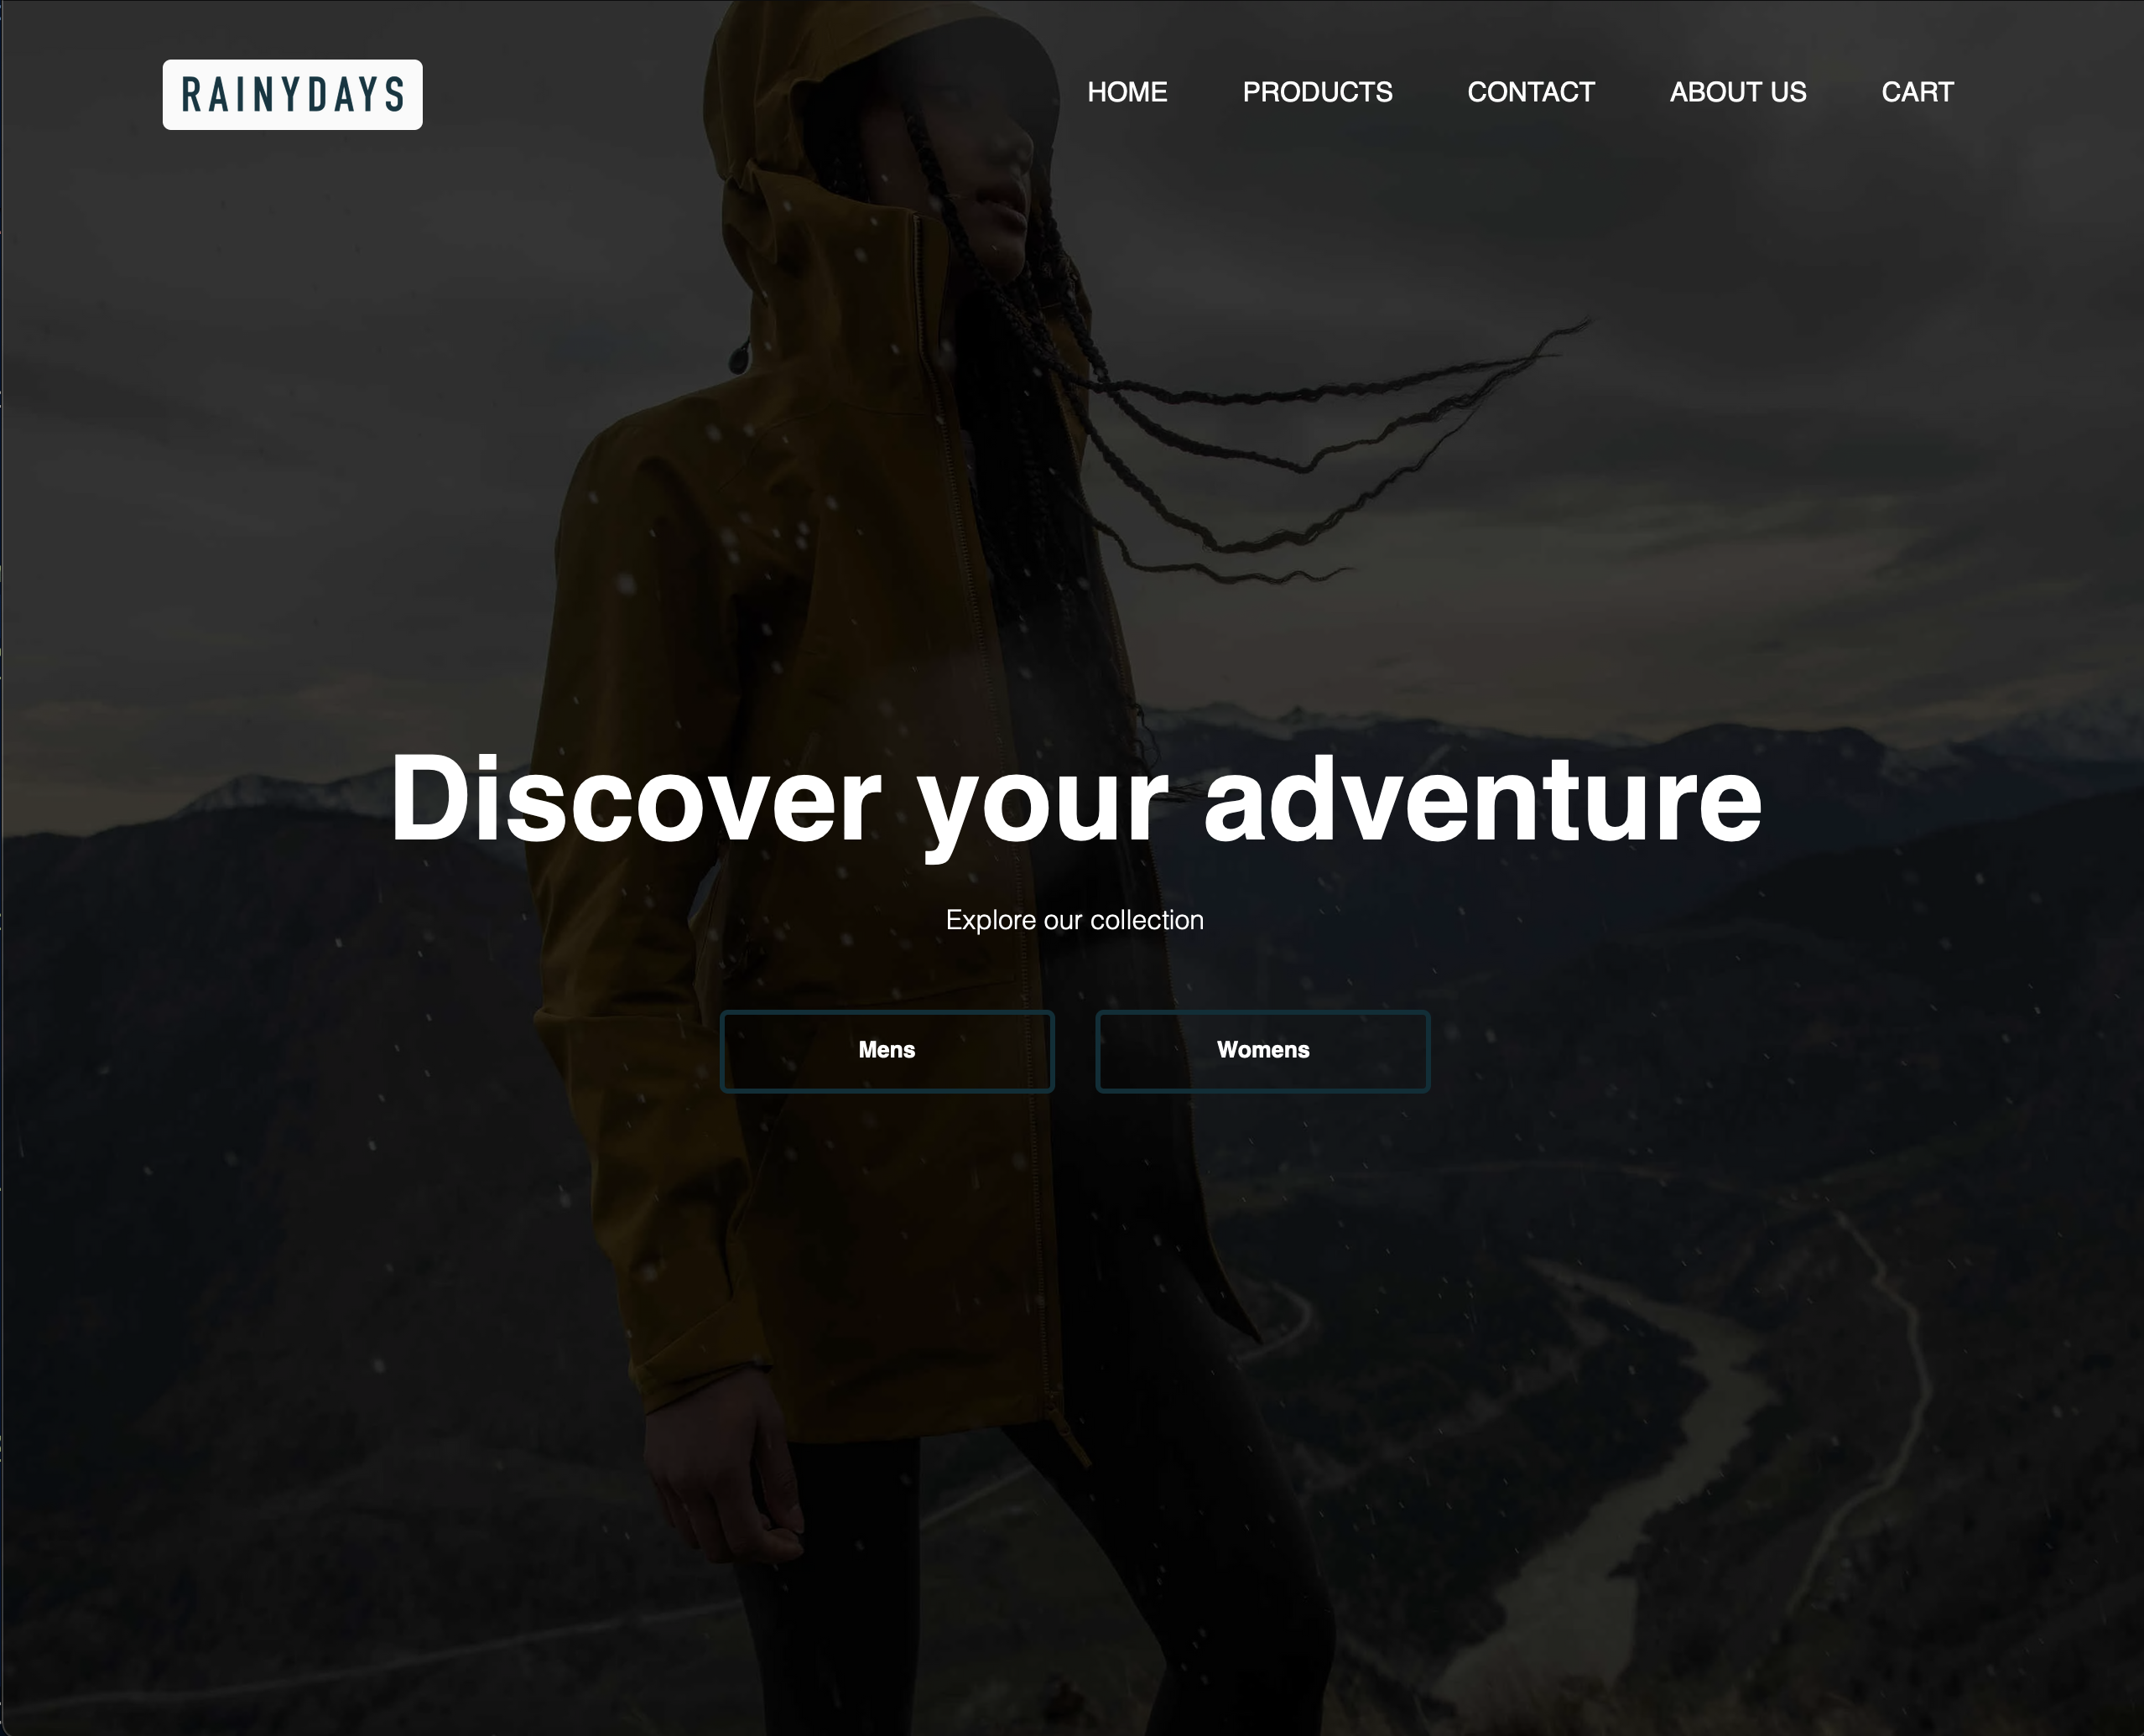 RAINYDAYS
HOME PRODUCTS CONTACT ABOUT US CART
Discover your adventure
Explore our collection
Mens Womens